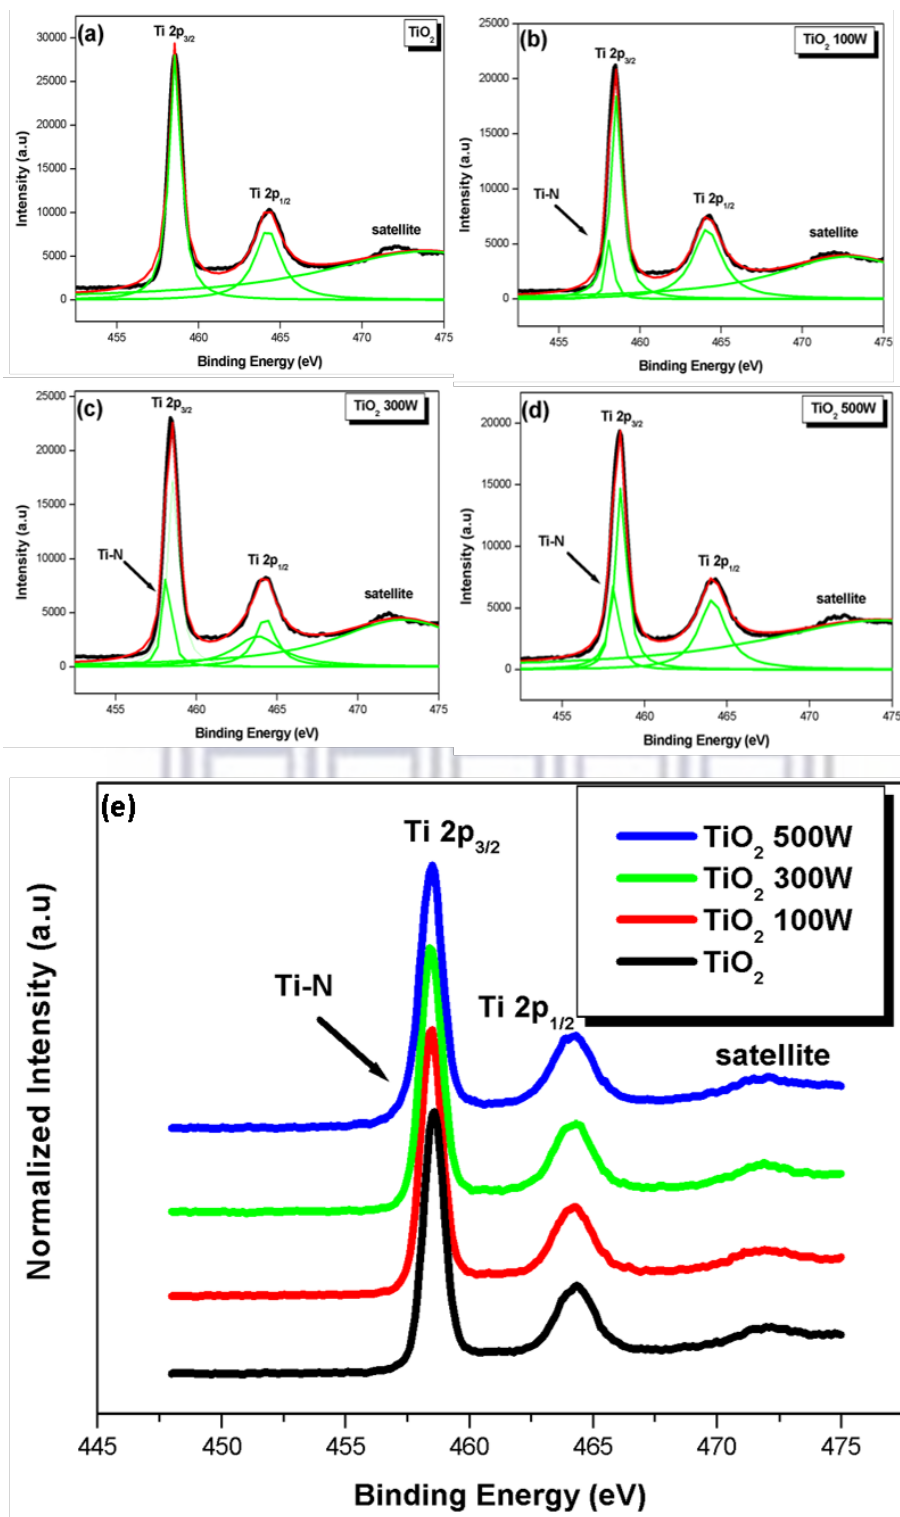 (a)
Ti 2p3/2
TiO2
30000
25000
20000
15000
10000
5000
0
Intensity (a.u)
Ti 2p1/2
satellite
455 460 465 470 475
Binding Energy (eV)
(b)
Ti 2p3/2
TiO2 100W
25000
20000
15000
10000
5000
0
Intensity (a.u)
Ti-N
Ti 2p1/2
satellite
455 460 465 470 475
Binding Energy (eV)
(c)
Ti 2p3/2
TiO2 300W
25000
20000
15000
10000
5000
0
Intensity (a.u)
Ti-N
Ti 2p1/2
satellite
455 460 465 470 475
Binding Energy (eV)
(d)
Ti 2p3/2
TiO2 500W
20000
15000
10000
5000
0
Intensity (a.u)
Ti-N
Ti 2p1/2
satellite
455 460 465 470 475
Binding Energy (eV)
(e)
Ti 2p3/2
TiO2 500W
TiO2 300W
TiO2 100W
TiO2
Ti-N
Ti 2p1/2
satellite
Normalized Intensity (a.u)
445 450 455 460 465 470 475
Binding Energy (eV)